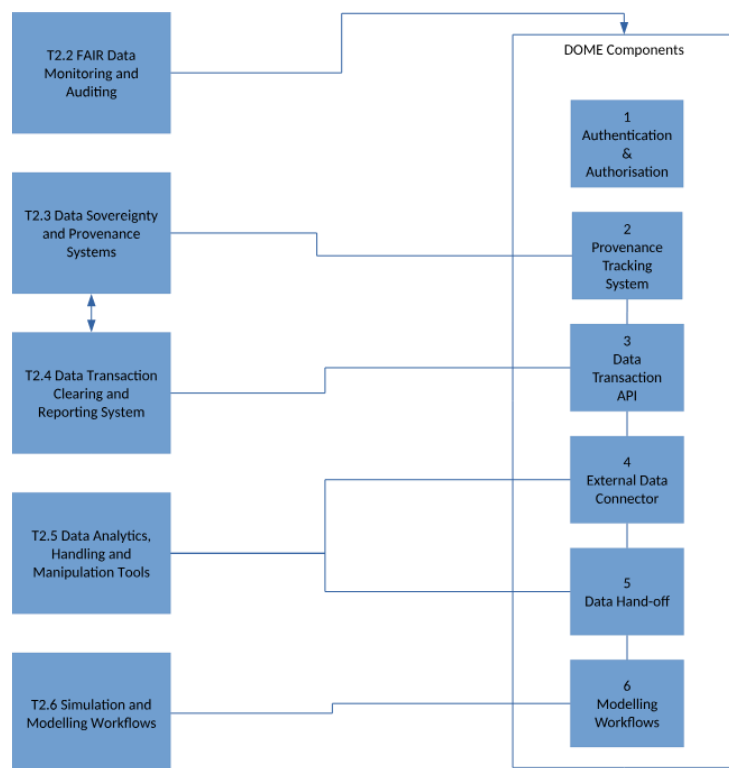 T2.2 FAIR Data
Monitoring and
Auditing
T2.3 Data Sovereignty
and Provenance
Systems
T2.4 Data Transaction
Clearing and
Reporting System
T2.5 Data Analytics,
Handling and
Manipulation Tools
T2.6 Simulation and
Modelling Workflows
DOME Components
1
Authentication
&
Authorisation
2
Provenance
Tracking
System
3
Data
Transaction
API
4
External Data
Connector
5
Data Hand-off
6
Modelling
Workflows